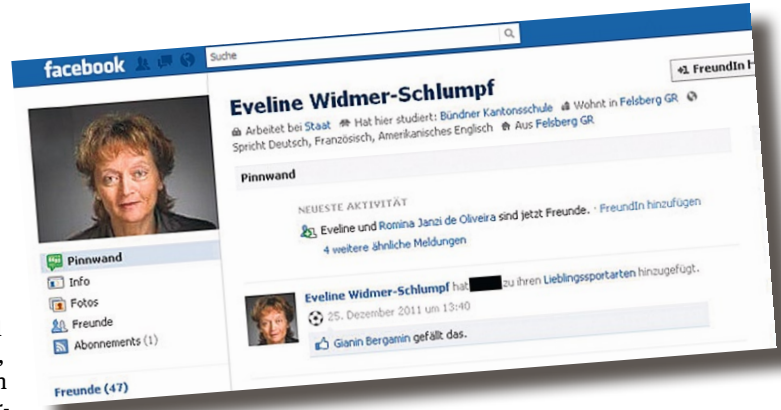 facebook
Suche
Eveline Widmer-Schlumpf
FreundIn H
Arbeitet bei Staat Hat hier studiert: Bündner Kantonsschule Wohnt in Felsberg GR
Spricht Deutsch, Französisch, Amerikanisches Englisch Aus Felsberg GR
Pinnwand
NEUESTE AKTIVITÄT
Eveline und Romina Janzi de Oliveira sind jetzt Freunde. · FreundIn hinzufügen
4 weitere ähnliche Meldungen
Eveline Widmer-Schlumpf hat zu ihren Lieblingssportarten hinzugefügt.
25. Dezember 2011 um 13:40
Gianin Bergamin gefällt das.
Pinnwand
Info
Fotos
Freunde
Abonnements (1)
Freunde (47)